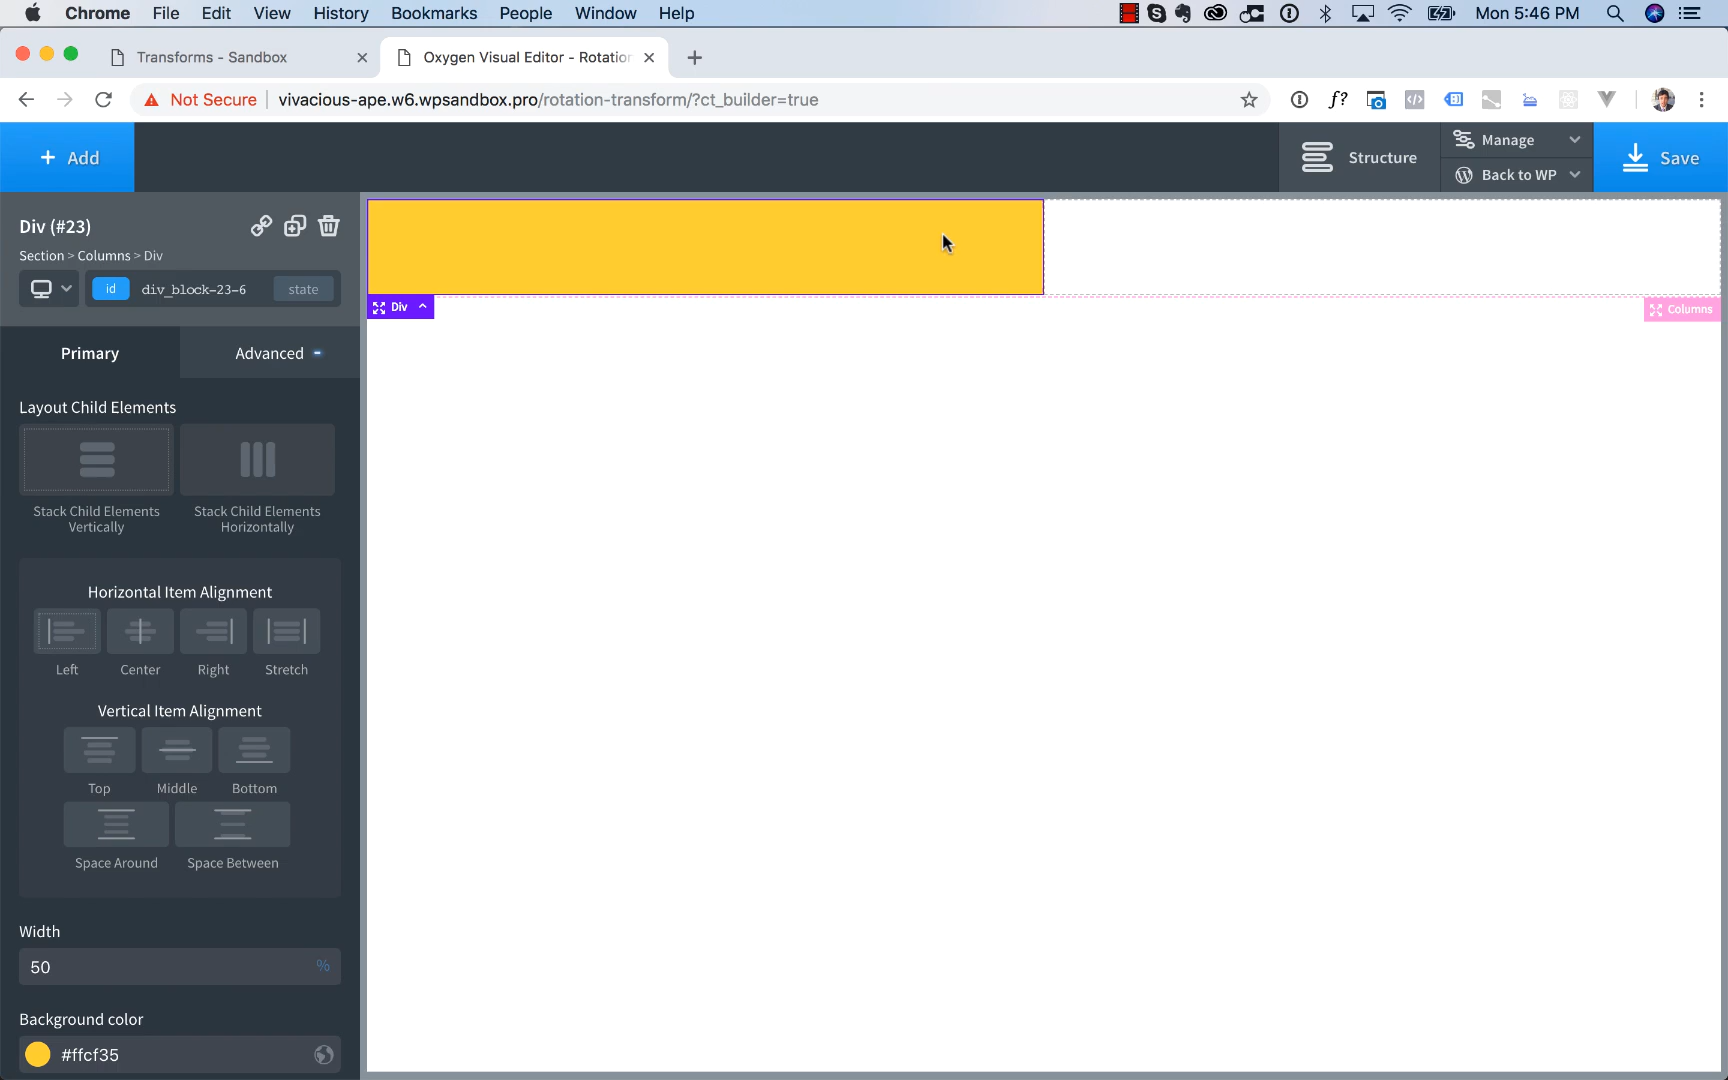 Chrome File Edit View History Bookmarks People Window Help Mon 5:46 PM
Transforms - Sandbox
Oxygen Visual Editor - Rotation
Not Secure vivacious-ape.w6.wpsandbox.pro/rotation-transform/?ct_builder=true
+ Add
Structure
Manage
Back to WP
Save
Div (#23)
Section > Columns > Div
id div_block-23-6 state
Primary Advanced
Layout Child Elements
Stack Child Elements Vertically
Stack Child Elements Horizontally
Horizontal Item Alignment
Left Center Right Stretch
Vertical Item Alignment
Top Middle Bottom
Space Around Space Between
Width
50 %
Background color
#ffcf35
Div
Columns